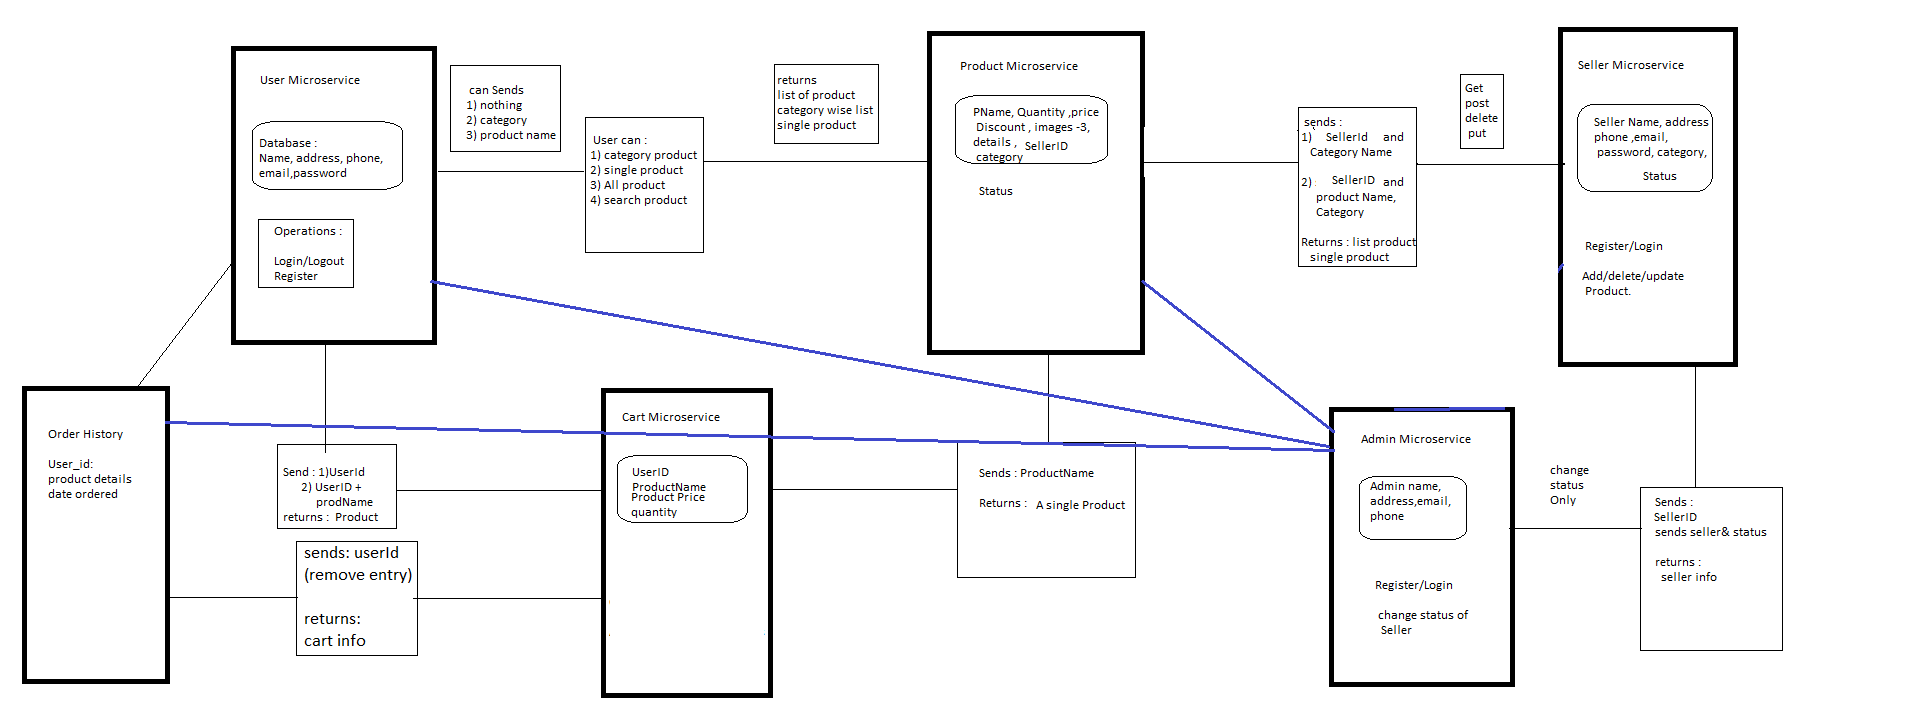 User Microservice
Database :
Name, address, phone,
email,password
Operations :
Login/Logout
Register
can Sends
1) nothing
2) category
3) product name
User can :
1) category product
2) single product
3) All product
4) search product
returns
list of product
category wise list
single product
Product Microservice
PName, Quantity ,price
Discount , images -3,
details , SellerID
category
Status
sends :
1) SellerId and
Category Name
2) SellerID and
product Name,
Category
Returns : list product
single product
Get
post
delete
put
Seller Microservice
Seller Name, address
phone ,email,
password, category,
Status
Register/Login
Add/delete/update
Product.
Order History
User_id:
product details
date ordered
Send : 1)UserId
2) UserID +
prodName
returns : Product
sends: userId
(remove entry)
returns:
cart info
Cart Microservice
UserID
ProductName
Product Price
quantity
Sends : ProductName
Returns : A single Product
Admin Microservice
Admin name,
address,email,
phone
Register/Login
change status of
Seller
change
status
Only
Sends :
SellerID
sends seller& status
returns :
seller info